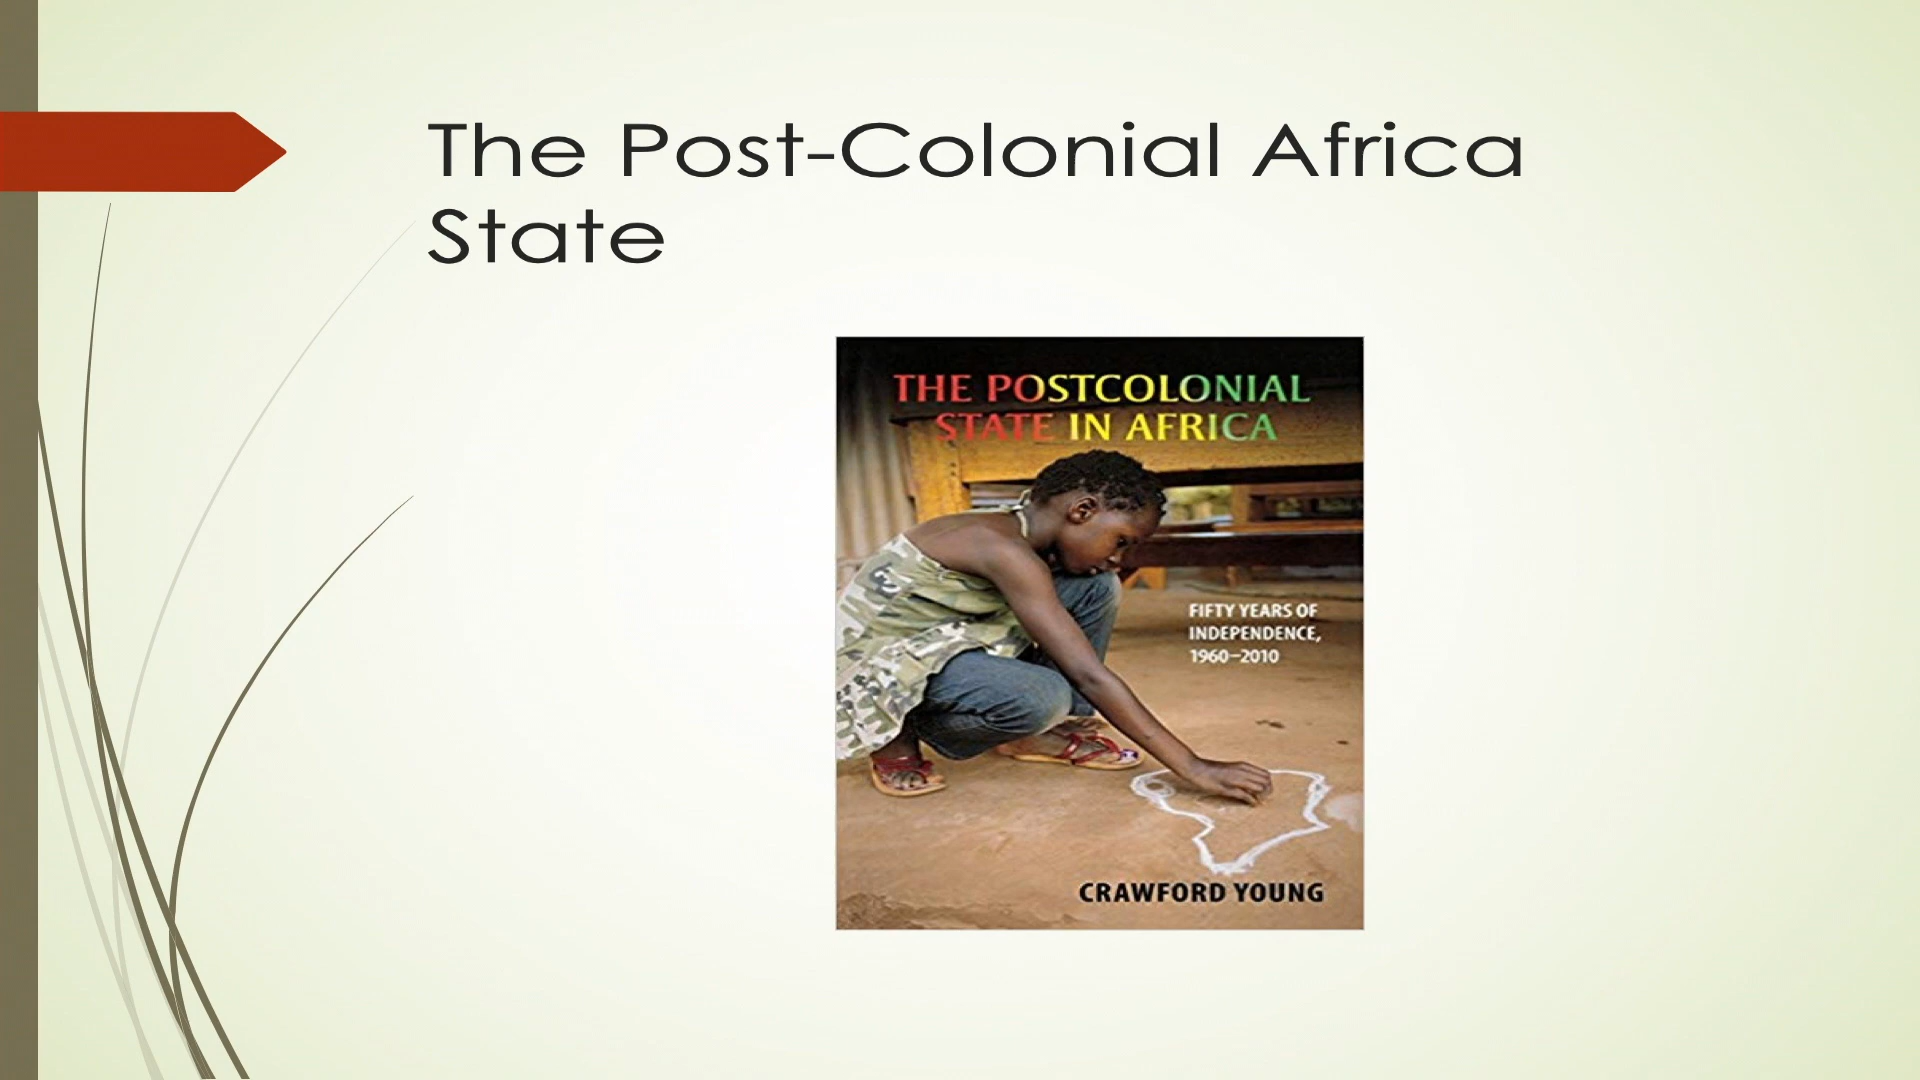 The Post-Colonial Africa
State
THE POSTCOLONIAL
STATE IN AFRICA
FIFTY YEARS OF
INDEPENDENCE,
1960–2010
CRAWFORD YOUNG